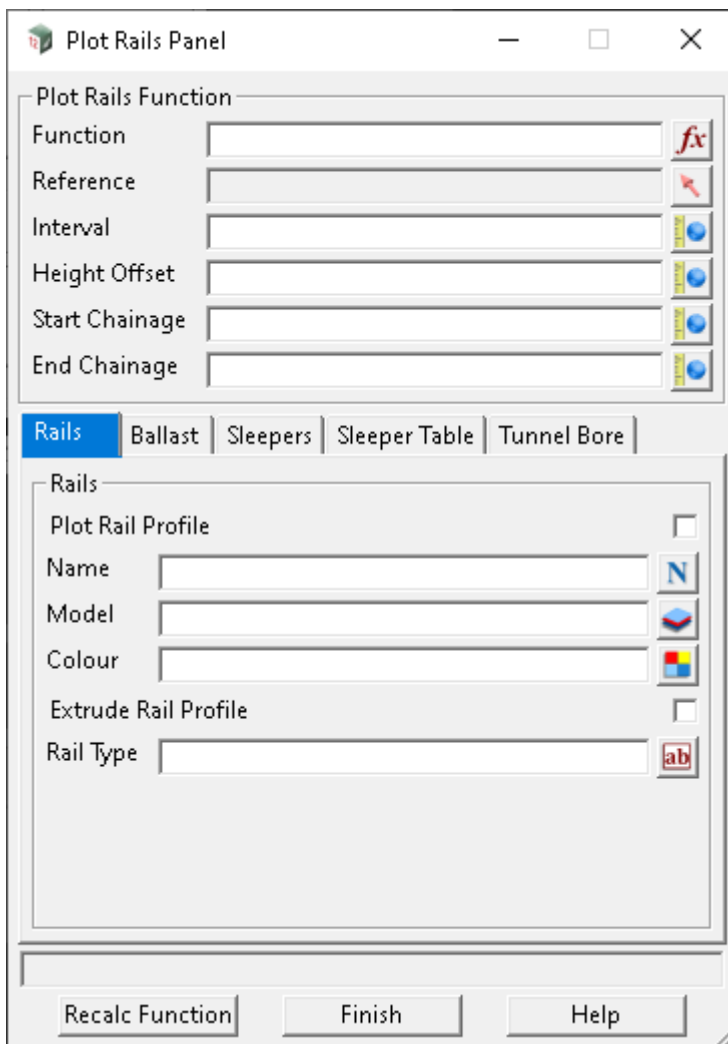 Plot Rails Panel
Plot Rails Function
Function fx
Reference
Interval
Height Offset
Start Chainage
End Chainage
Rails Ballast Sleepers Sleeper Table Tunnel Bore
Rails
Plot Rail Profile
Name N
Model
Colour
Extrude Rail Profile
Rail Type ab
Recalc Function Finish Help